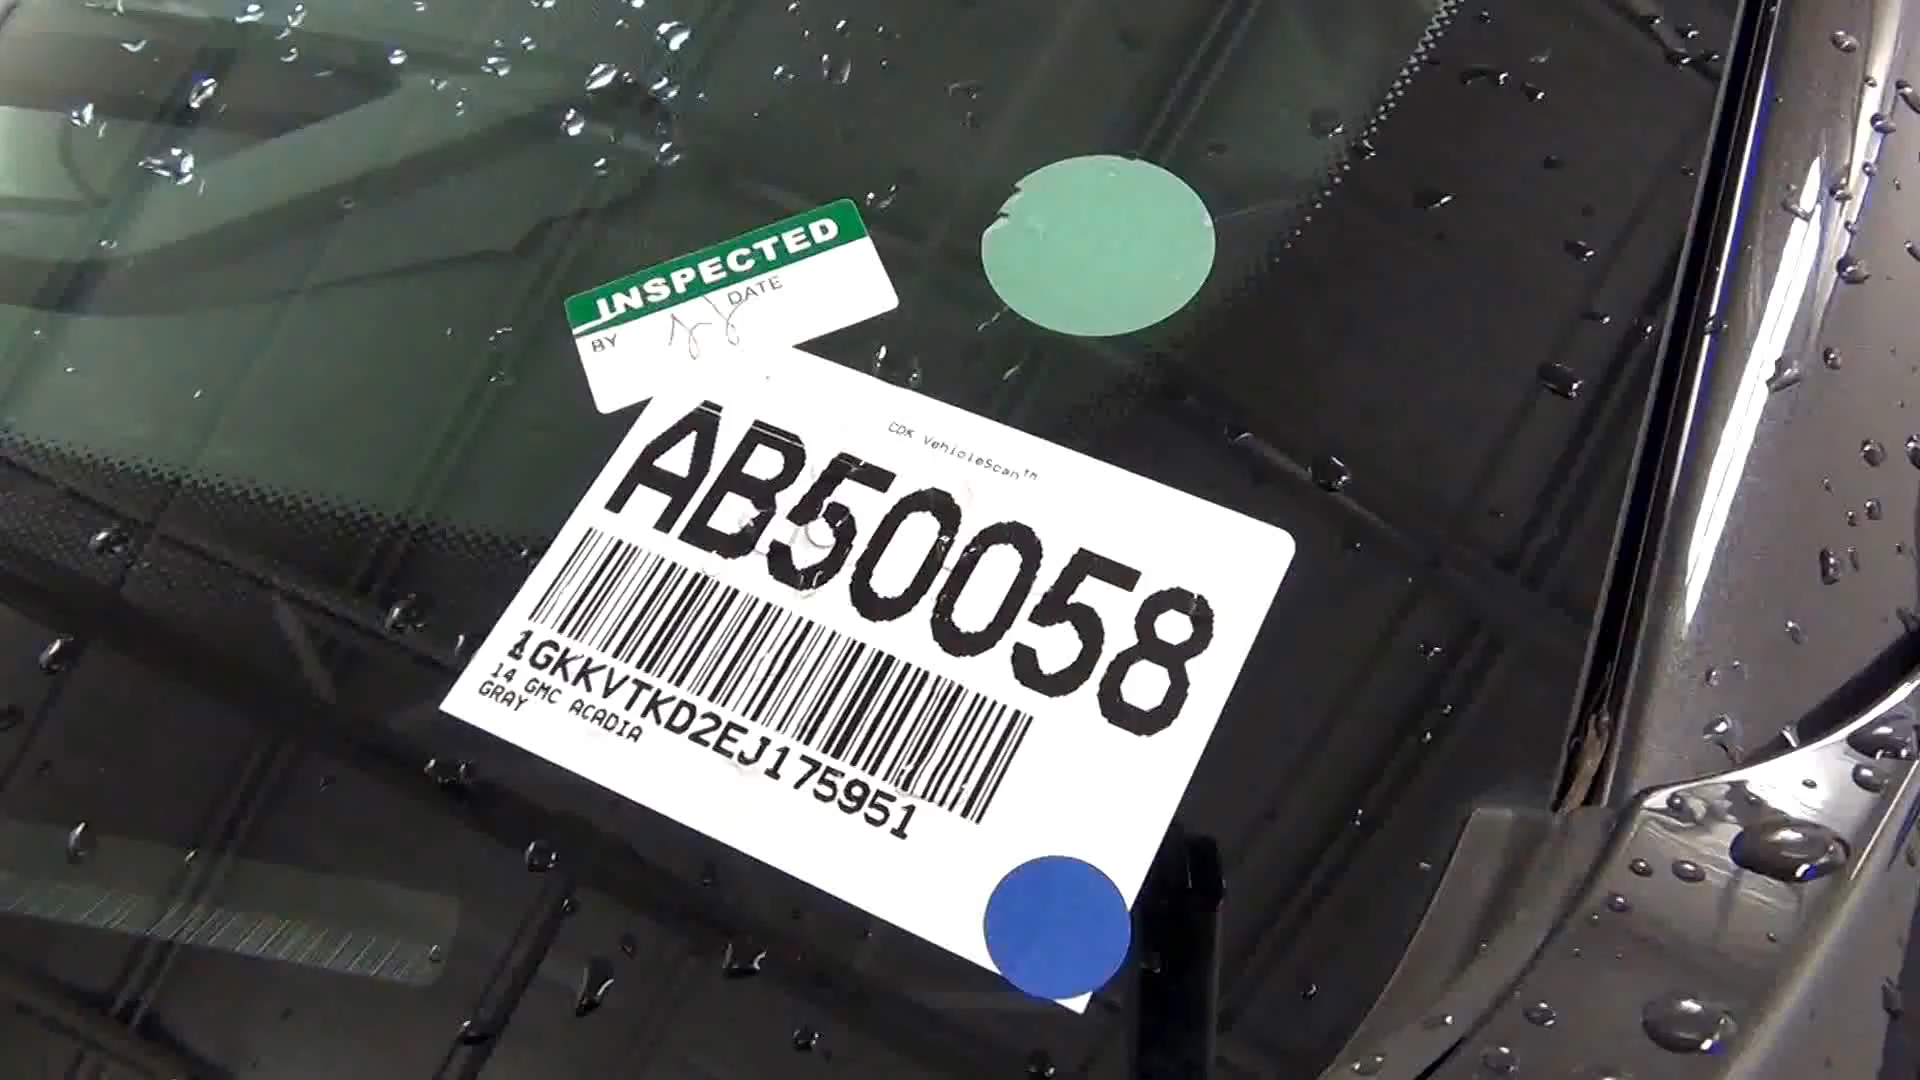 INSPECTED
BY
DATE
CDK VehicleScan™
AB50058
1GKKVTKD2EJ175951
14 GMC ACADIA
GRAY